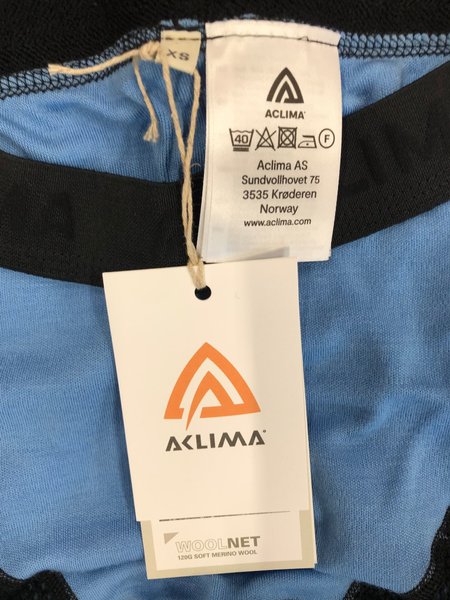 XS
ACLIMA
40 F
Aclima AS
Sundvollhovet 75
3535 Krøderen
Norway
www.aclima.com
ACLIMA
WOOLNET
120G SOFT MERINO WOOL